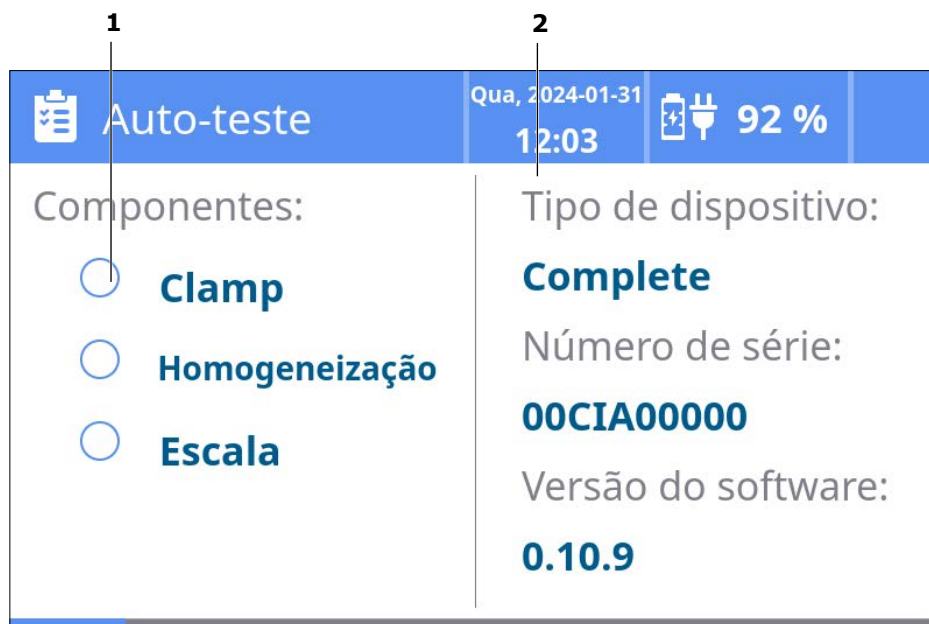 1 2
Auto-teste
Qua, 2024-01-31
12:03
92 %
Componentes:
Clamp
Homogeneização
Escala
Tipo de dispositivo:
Complete
Número de série:
00CIA00000
Versão do software:
0.10.9